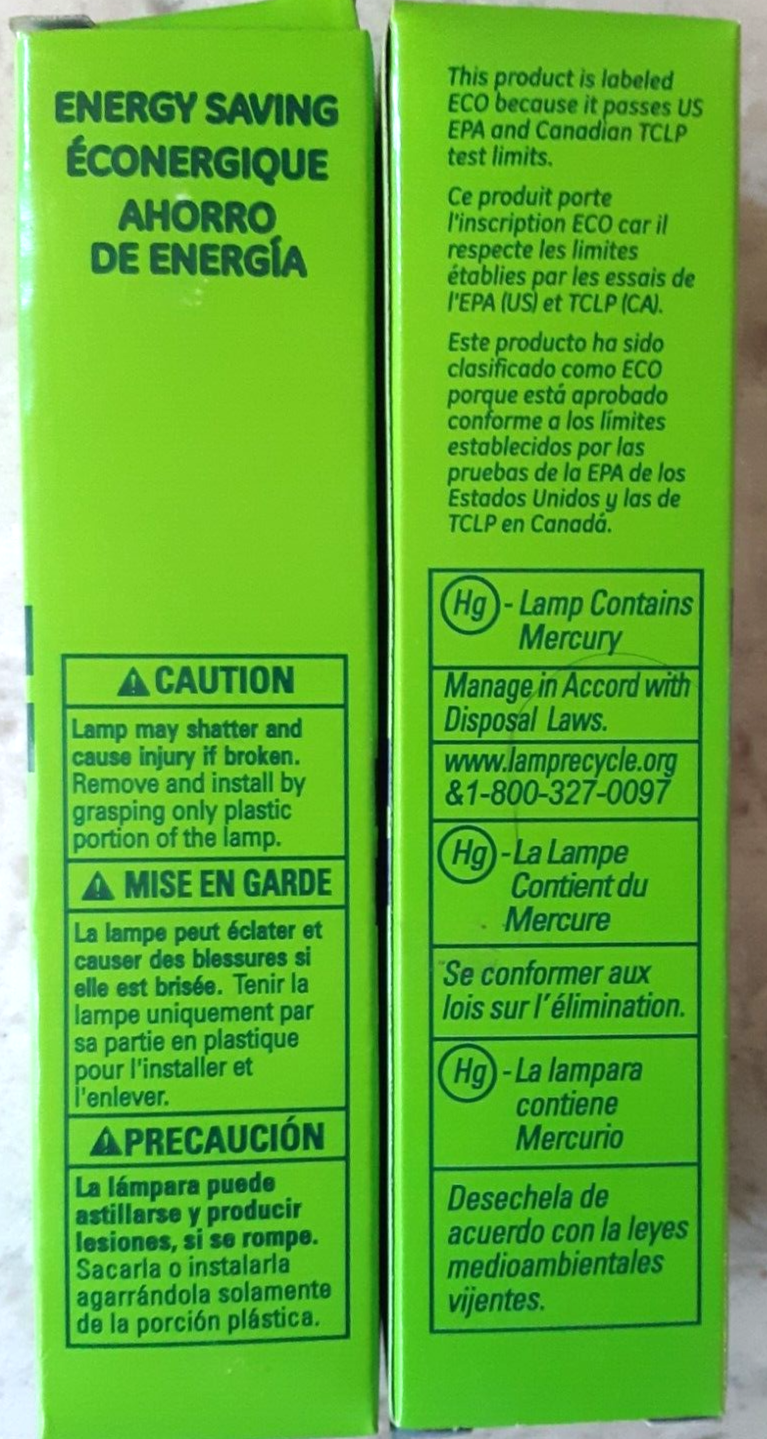 ENERGY SAVING
ÉCONERGIQUE
AHORRO
DE ENERGÍA
CAUTION
Lamp may shatter and
cause injury if broken.
Remove and install by
grasping only plastic
portion of the lamp.
MISE EN GARDE
La lampe peut éclater et
causer des blessures si
elle est brisée. Tenir la
lampe uniquement par
sa partie en plastique
pour l'installer et
l'enlever.
PRECAUCIÓN
La lámpara puede
astillarse y producir
lesiones, si se rompe.
Sacarla o instalarla
agarrándola solamente
de la porción plástica.
This product is labeled
ECO because it passes US
EPA and Canadian TCLP
test limits.
Ce produit porte
l'inscription ECO car il
respecte les limites
établies par les essais de
l'EPA (US) et TCLP (CA).
Este producto ha sido
clasificado como ECO
porque está aprobado
conforme a los límites
establecidos por las
pruebas de la EPA de los
Estados Unidos y las de
TCLP en Canadá.
Hg - Lamp Contains
Mercury
Manage in Accord with
Disposal Laws.
www.lamprecycle.org
&1-800-327-0097
Hg - La Lampe
Contient du
Mercure
Se conformer aux
lois sur l'élimination.
Hg - La lampara
contiene
Mercurio
Desechela de
acuerdo con la leyes
medioambientales
vijentes.